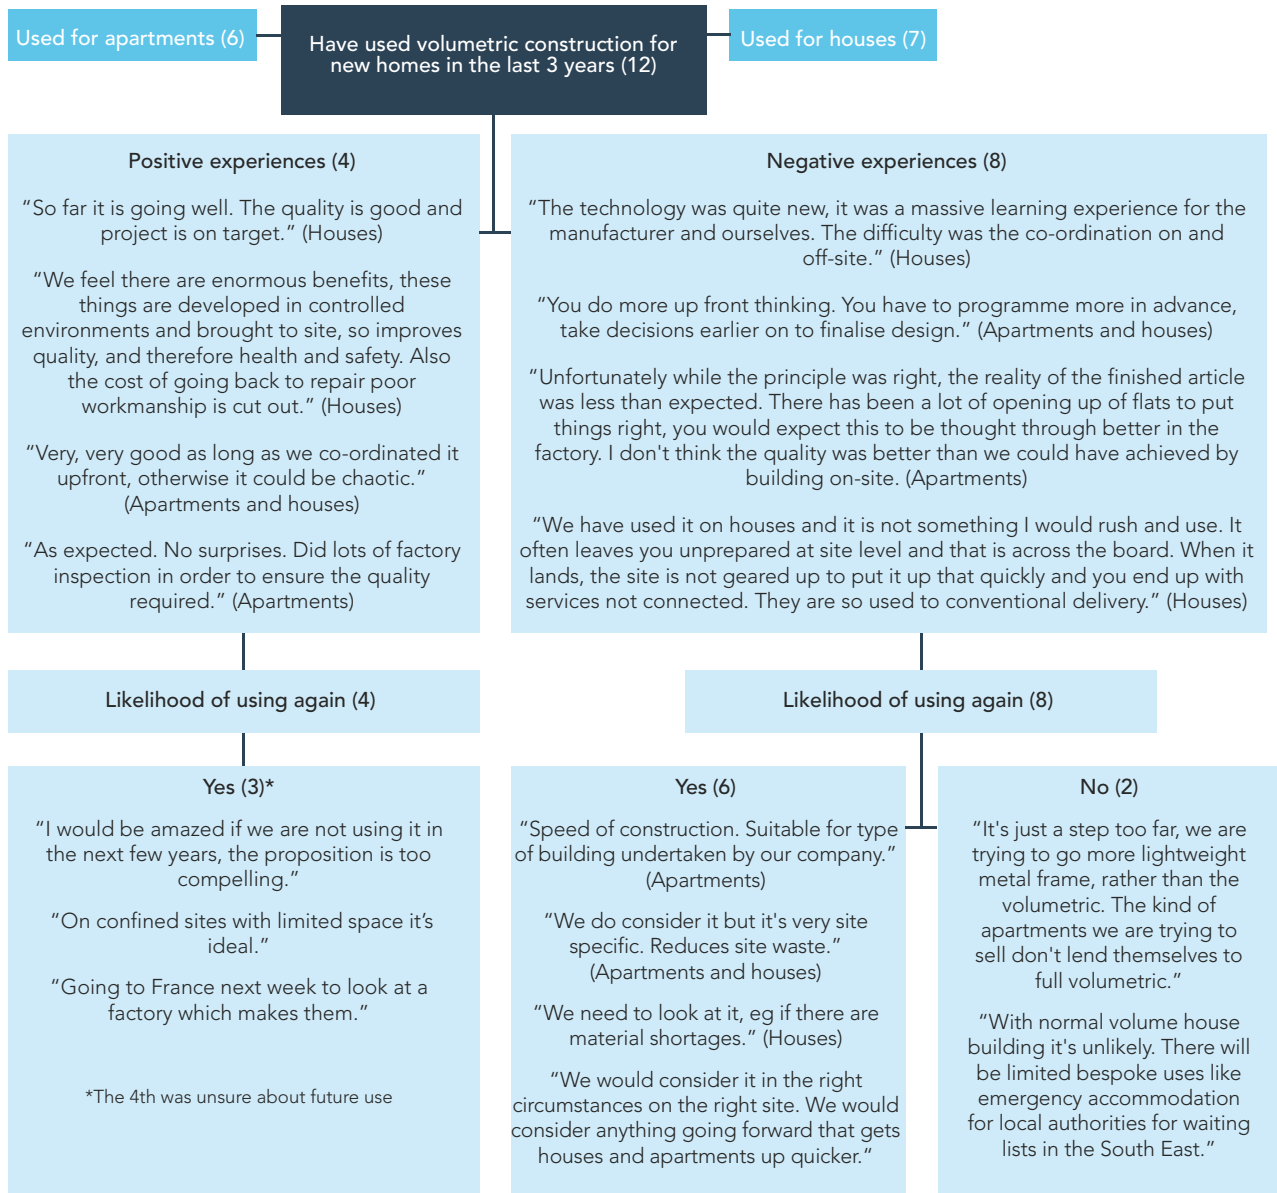 Used for apartments (6)
Have used volumetric construction for
new homes in the last 3 years (12)
Used for houses (7)
Positive experiences (4)
“So far it is going well. The quality is good and
project is on target.” (Houses)
“We feel there are enormous benefits, these
things are developed in controlled
environments and brought to site, so improves
quality, and therefore health and safety. Also
the cost of going back to repair poor
workmanship is cut out.” (Houses)
“Very, very good as long as we co-ordinated it
upfront, otherwise it could be chaotic.”
(Apartments and houses)
“As expected. No surprises. Did lots of factory
inspection in order to ensure the quality
required.” (Apartments)
Negative experiences (8)
“The technology was quite new, it was a massive learning experience for the
manufacturer and ourselves. The difficulty was the co-ordination on and
off-site.” (Houses)
“You do more up front thinking. You have to programme more in advance,
take decisions earlier on to finalise design.” (Apartments and houses)
“Unfortunately while the principle was right, the reality of the finished article
was less than expected. There has been a lot of opening up of flats to put
things right, you would expect this to be thought through better in the
factory. I don't think the quality was better than we could have achieved by
building on-site. (Apartments)
“We have used it on houses and it is not something I would rush and use. It
often leaves you unprepared at site level and that is across the board. When it
lands, the site is not geared up to put it up that quickly and you end up with
services not connected. They are so used to conventional delivery.” (Houses)
Likelihood of using again (4)
Likelihood of using again (8)
Yes (3)*
“I would be amazed if we are not using it in
the next few years, the proposition is too
compelling.”
“On confined sites with limited space it’s
ideal.”
“Going to France next week to look at a
factory which makes them.”
*The 4th was unsure about future use
Yes (6)
“Speed of construction. Suitable for type
of building undertaken by our company.”
(Apartments)
“We do consider it but it's very site
specific. Reduces site waste.”
(Apartments and houses)
“We need to look at it, eg if there are
material shortages.” (Houses)
“We would consider it in the right
circumstances on the right site. We would
consider anything going forward that gets
houses and apartments up quicker.“
No (2)
“It's just a step too far, we are
trying to go more lightweight
metal frame, rather than the
volumetric. The kind of
apartments we are trying to
sell don't lend themselves to
full volumetric.”
“With normal volume house
building it's unlikely. There will
be limited bespoke uses like
emergency accommodation
for local authorities for waiting
lists in the South East.”